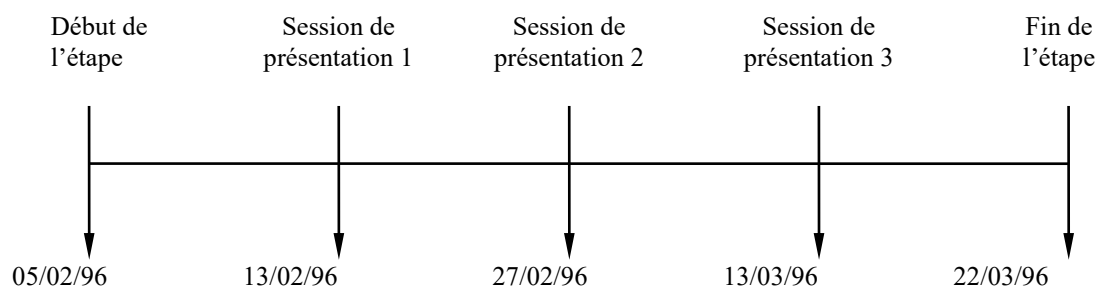 Début de
l’étape
Session de
présentation 1
Session de
présentation 2
Session de
présentation 3
Fin de
l’étape
05/02/96
13/02/96
27/02/96
13/03/96
22/03/96